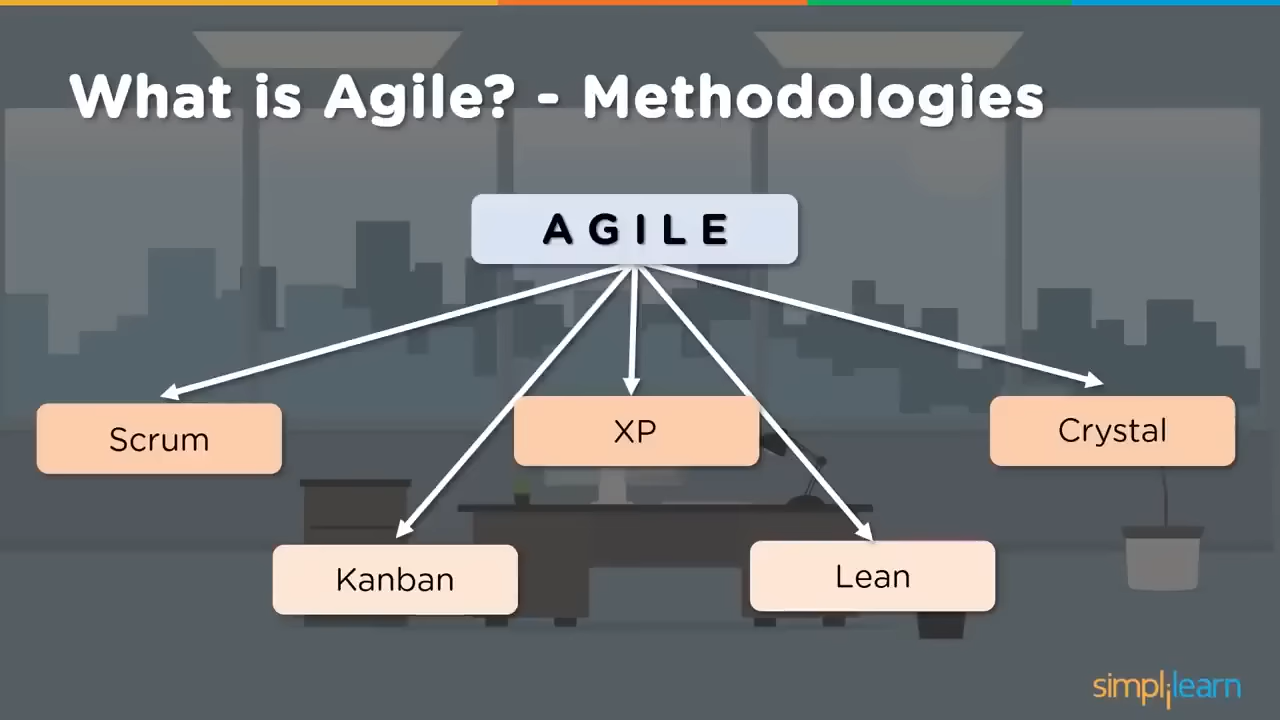 What is Agile? - Methodologies
AGILE
Scrum
XP
Crystal
Kanban
Lean
simplilearn